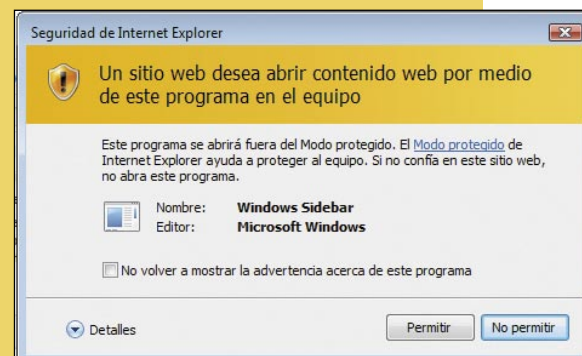 Seguridad de Internet Explorer
Un sitio web desea abrir contenido web por medio
de este programa en el equipo
Este programa se abrirá fuera del Modo protegido. El Modo protegido de
Internet Explorer ayuda a proteger al equipo. Si no confía en este sitio web,
no abra este programa.
Nombre: Windows Sidebar
Editor: Microsoft Windows
No volver a mostrar la advertencia acerca de este programa
Detalles Permitir No permitir